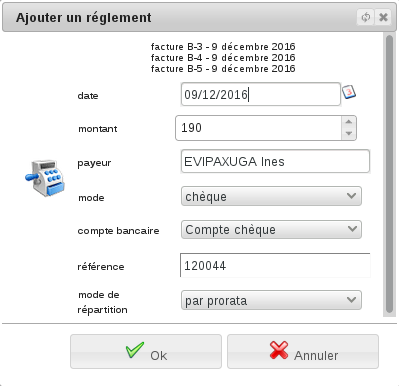 Ajouter un réglement
facture B-3 - 9 décembre 2016
facture B-4 - 9 décembre 2016
facture B-5 - 9 décembre 2016
date 09/12/2016
montant 190
payeur EVIPAXUGA Ines
mode chèque
compte bancaire Compte chèque
référence 120044
mode de
répartition par prorata
Ok Annuler